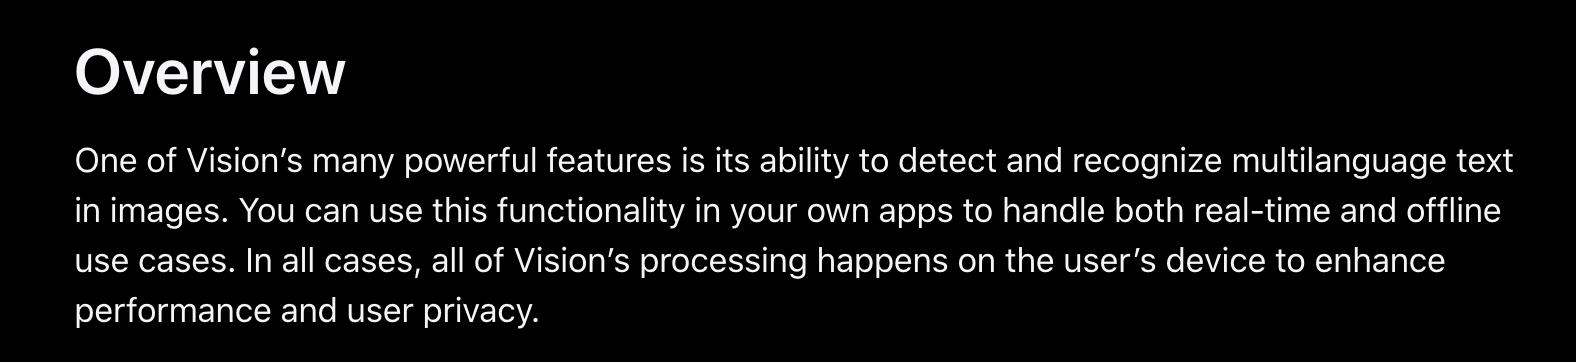 Overview
One of Vision’s many powerful features is its ability to detect and recognize multilanguage text
in images. You can use this functionality in your own apps to handle both real-time and offline
use cases. In all cases, all of Vision’s processing happens on the user’s device to enhance
performance and user privacy.